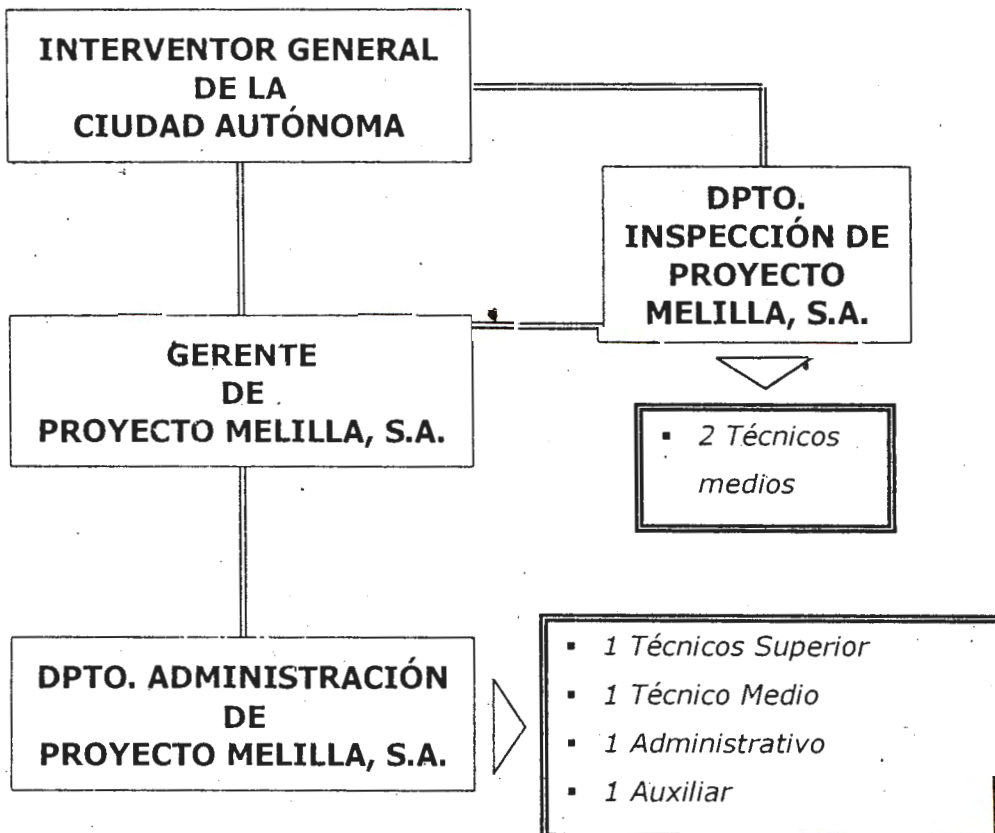 INTERVENTOR GENERAL
DE LA
CIUDAD AUTÓNOMA
DPTO.
INSPECCIÓN DE
PROYECTO
MELILLA, S.A.
GERENTE
DE
PROYECTO MELILLA, S.A.
▪ 2 Técnicos
medios
DPTO. ADMINISTRACIÓN
DE
PROYECTO MELILLA, S.A.
▪ 1 Técnicos Superior
▪ 1 Técnico Medio
▪ 1 Administrativo
▪ 1 Auxiliar